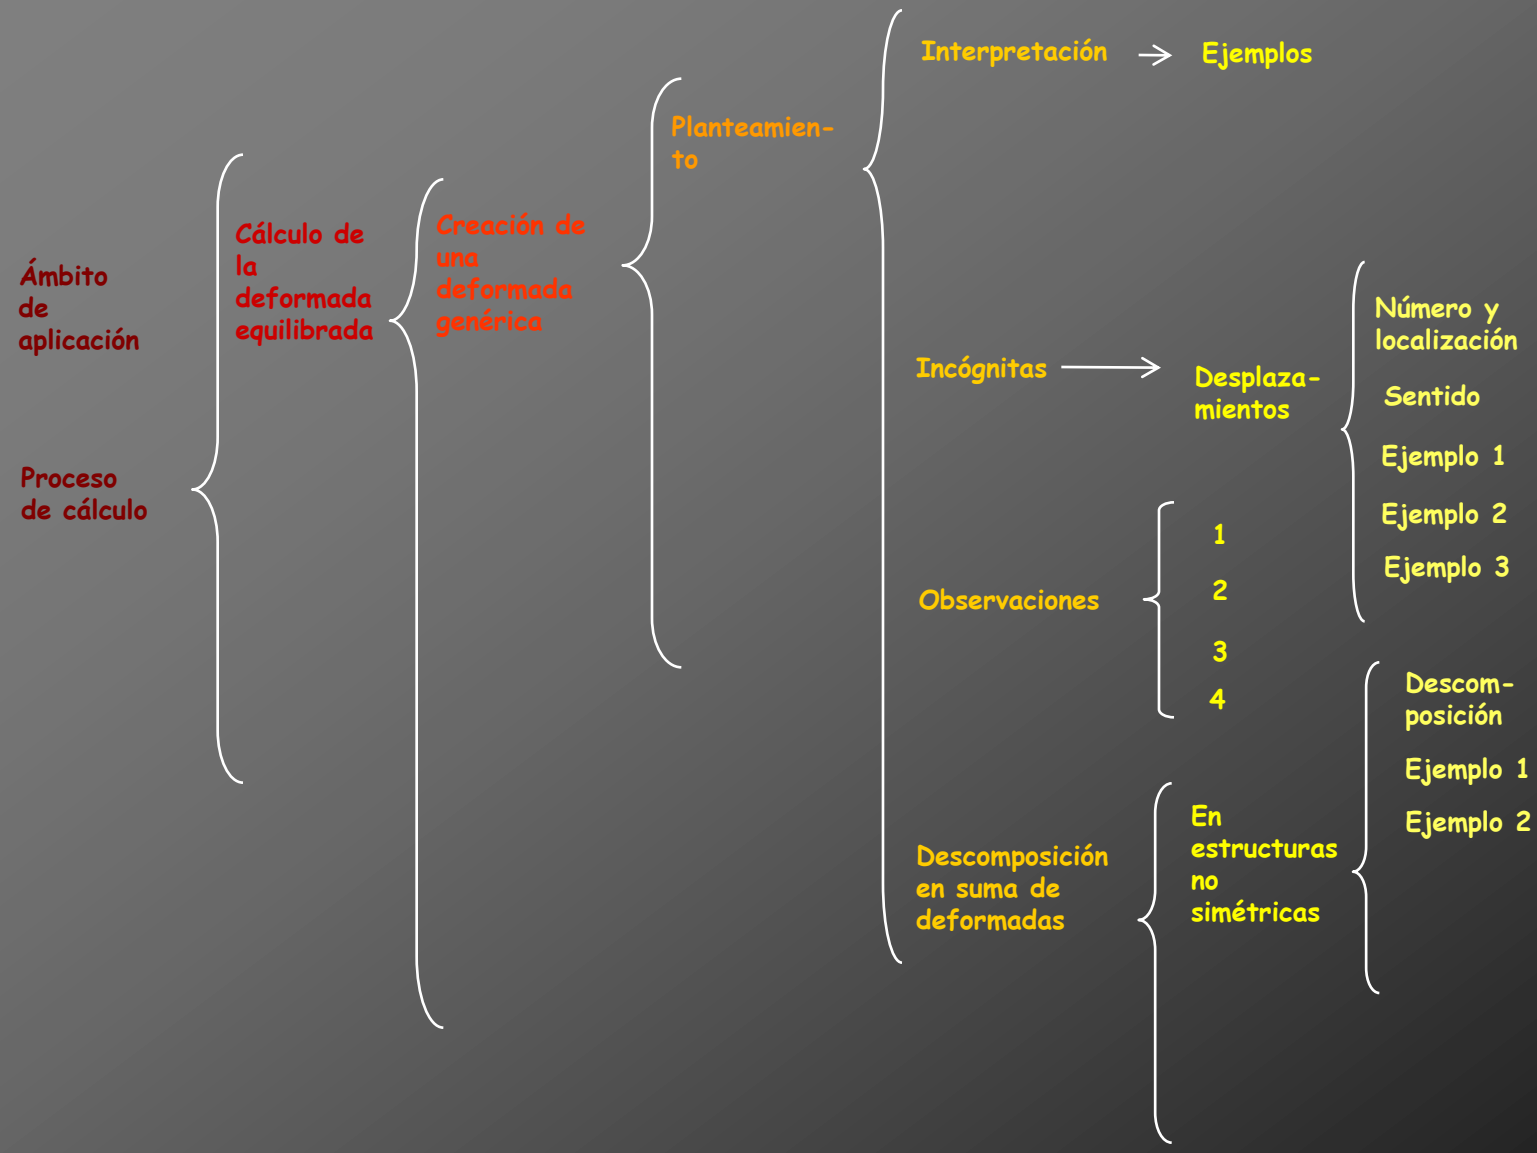 Ámbito
de
aplicación
Proceso
de cálculo
Cálculo de
la
deformada
equilibrada
Creación de
una
deformada
genérica
Planteamien-
to
Interpretación
Ejemplos
Incógnitas
Desplaza-
mientos
Número y
localización
Sentido
Ejemplo 1
Ejemplo 2
Ejemplo 3
Observaciones
1
2
3
4
Descomposición
en suma de
deformadas
En
estructuras
no
simétricas
Descom-
posición
Ejemplo 1
Ejemplo 2